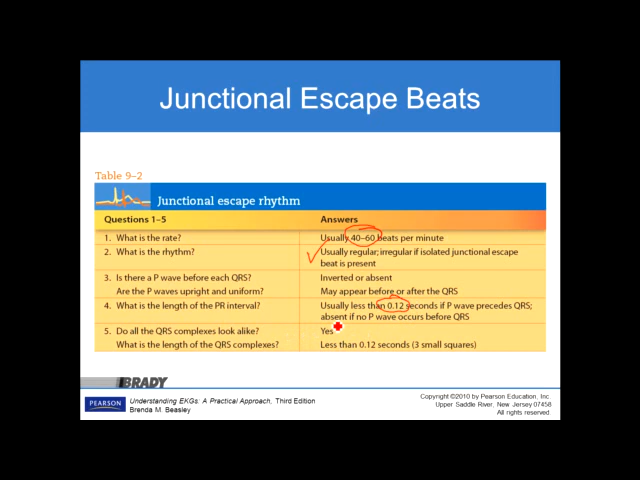 Junctional Escape Beats
Table 9–2
Junctional escape rhythm
Questions 1–5 Answers
1. What is the rate? Usually 40–60 beats per minute
2. What is the rhythm? Usually regular; irregular if isolated junctional escape
beat is present
3. Is there a P wave before each QRS? Inverted or absent
Are the P waves upright and uniform? May appear before or after the QRS
4. What is the length of the PR interval? Usually less than 0.12 seconds if P wave precedes QRS;
absent if no P wave occurs before QRS
5. Do all the QRS complexes look alike? Yes
What is the length of the QRS complexes? Less than 0.12 seconds (3 small squares)
BRADY
PEARSON
Understanding EKGs: A Practical Approach, Third Edition
Brenda M. Beasley
Copyright ©2010 by Pearson Education, Inc.
Upper Saddle River, New Jersey 07458
All rights reserved.